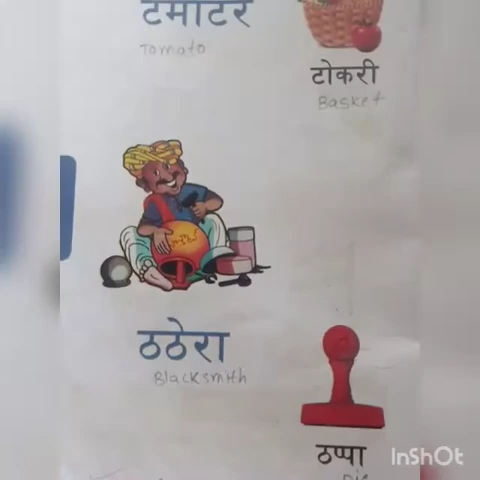 टमाटर
Tomato
टोकरी
Basket
ठठेरा
Blacksmith
ठप्पा
InShOt